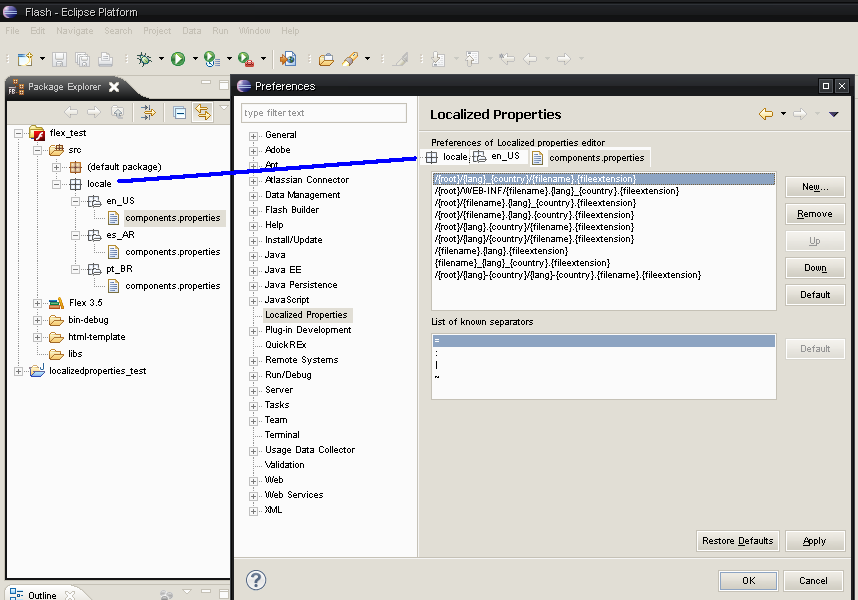 Flash - Eclipse Platform
File Edit Navigate Search Project Data Run Window Help
Package Explorer
flex_test
src
(default package)
locale
en_US
components.properties
es_AR
components.properties
pt_BR
components.properties
Flex 3.5
bin-debug
html-template
libs
localizedproperties_test
Outline
Preferences
type filter text
General
Adobe
Ant
Atlassian Connector
Data Management
Flash Builder
Help
Install/Update
Java
Java EE
Java Persistence
JavaScript
Localized Properties
Plug-in Development
QuickREx
Remote Systems
Run/Debug
Server
Tasks
Team
Terminal
Usage Data Collector
Validation
Web
Web Services
XML
Localized Properties
Preferences of Localized properties editor
locale; en_US components.properties
/{root}/{lang}_{country}/{filename}.{fileextension}
/{root}/WEB-INF/{filename}.{lang}_{country}.{fileextension}
/{root}/{filename}.{lang}_{country}.{fileextension}
/{root}/{filename}.{lang}.{country}.{fileextension}
/{root}/{lang}.{country}/{filename}.{fileextension}
/{root}/{lang}/{country}/{filename}.{fileextension}
/{filename}.{lang}.{fileextension}
{filename}_{lang}_{country}.{fileextension}
/{root}/{lang}-{country}/{lang}-{country}.{filename}.{fileextension}
New...
Remove
Up
Down
Default
List of known separators
=
:
|
~
Default
Restore Defaults
Apply
OK
Cancel